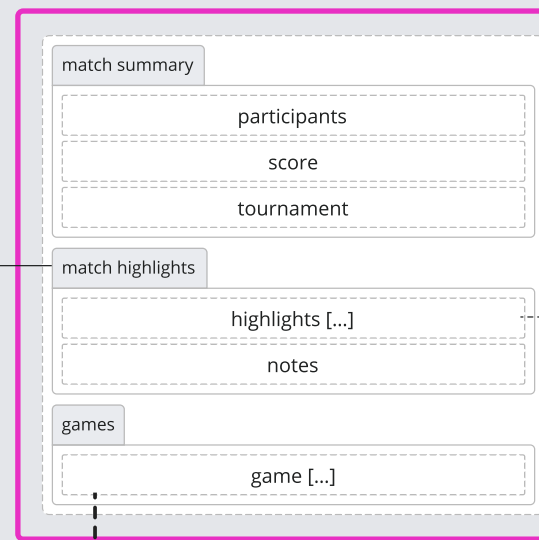 match summary
participants
score
tournament
match highlights
highlights [...]
notes
games
game [...]